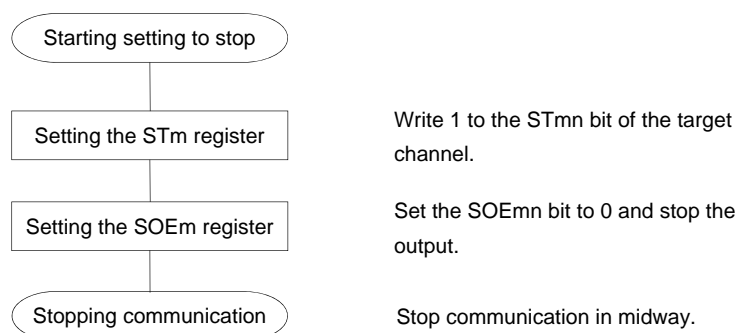 Starting setting to stop
Setting the STm register
Write 1 to the STmn bit of the target
channel.
Setting the SOEm register
Set the SOEmn bit to 0 and stop the
output.
Stopping communication
Stop communication in midway.